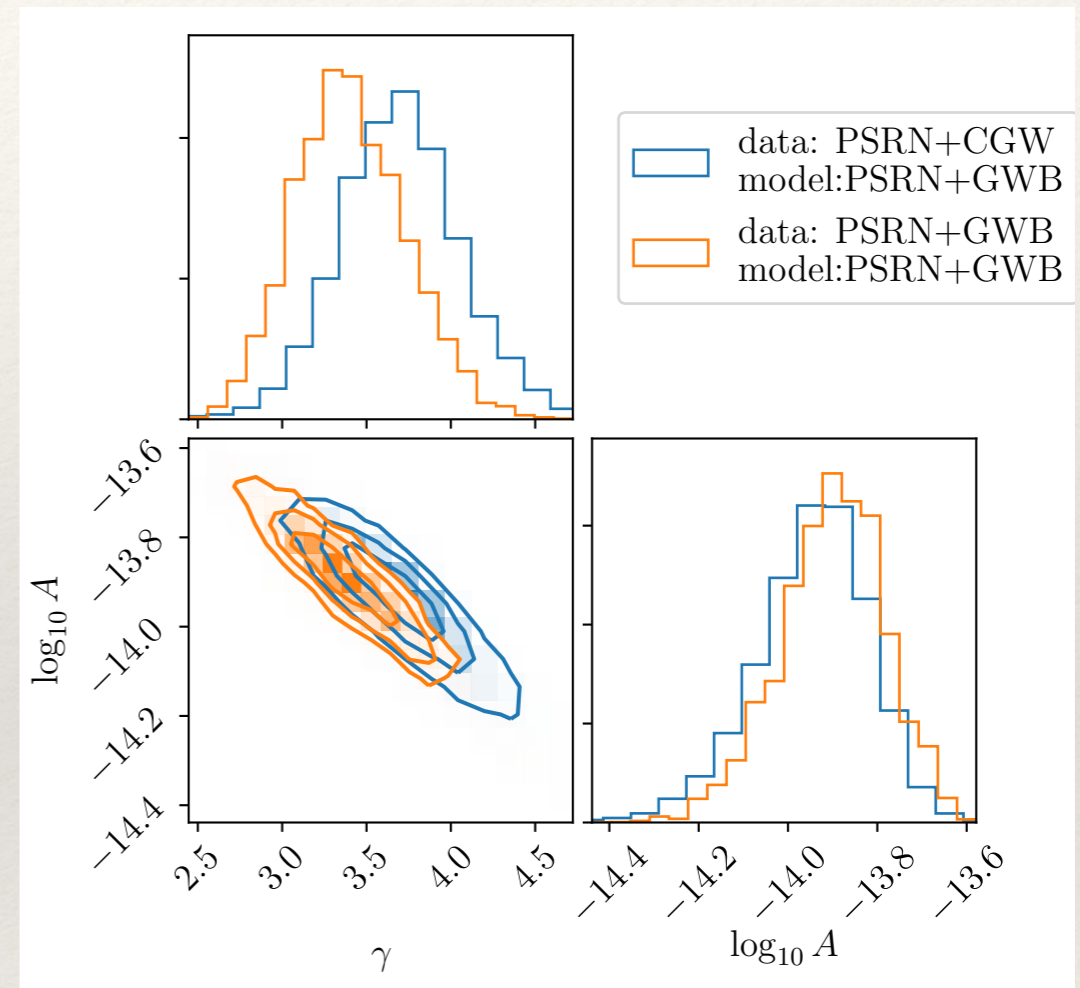 data: PSRN+CGW
model:PSRN+GWB
data: PSRN+GWB
model:PSRN+GWB
−13.6
−13.8
−14.0
−14.2
−14.4
log₁₀ A
2.5 3.0 3.5 4.0 4.5
γ
−14.4 −14.2 −14.0 −13.8 −13.6
log₁₀ A